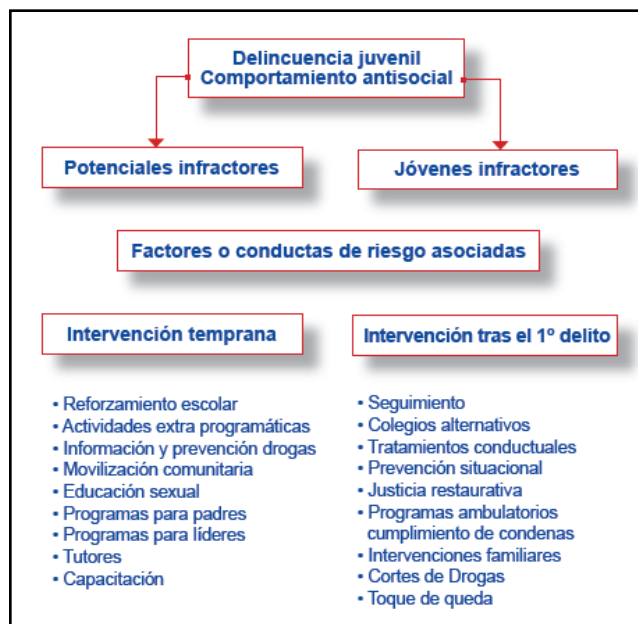 Delincuencia juvenil
Comportamiento antisocial
Potenciales infractores
Jóvenes infractores
Factores o conductas de riesgo asociadas
Intervención temprana
• Reforzamiento escolar
• Actividades extra programáticas
• Información y prevención drogas
• Movilización comunitaria
• Educación sexual
• Programas para padres
• Programas para líderes
• Tutores
• Capacitación
Intervención tras el 1º delito
• Seguimiento
• Colegios alternativos
• Tratamientos conductuales
• Prevención situacional
• Justicia restaurativa
• Programas ambulatorios
cumplimiento de condenas
• Intervenciones familiares
• Cortes de Drogas
• Toque de queda